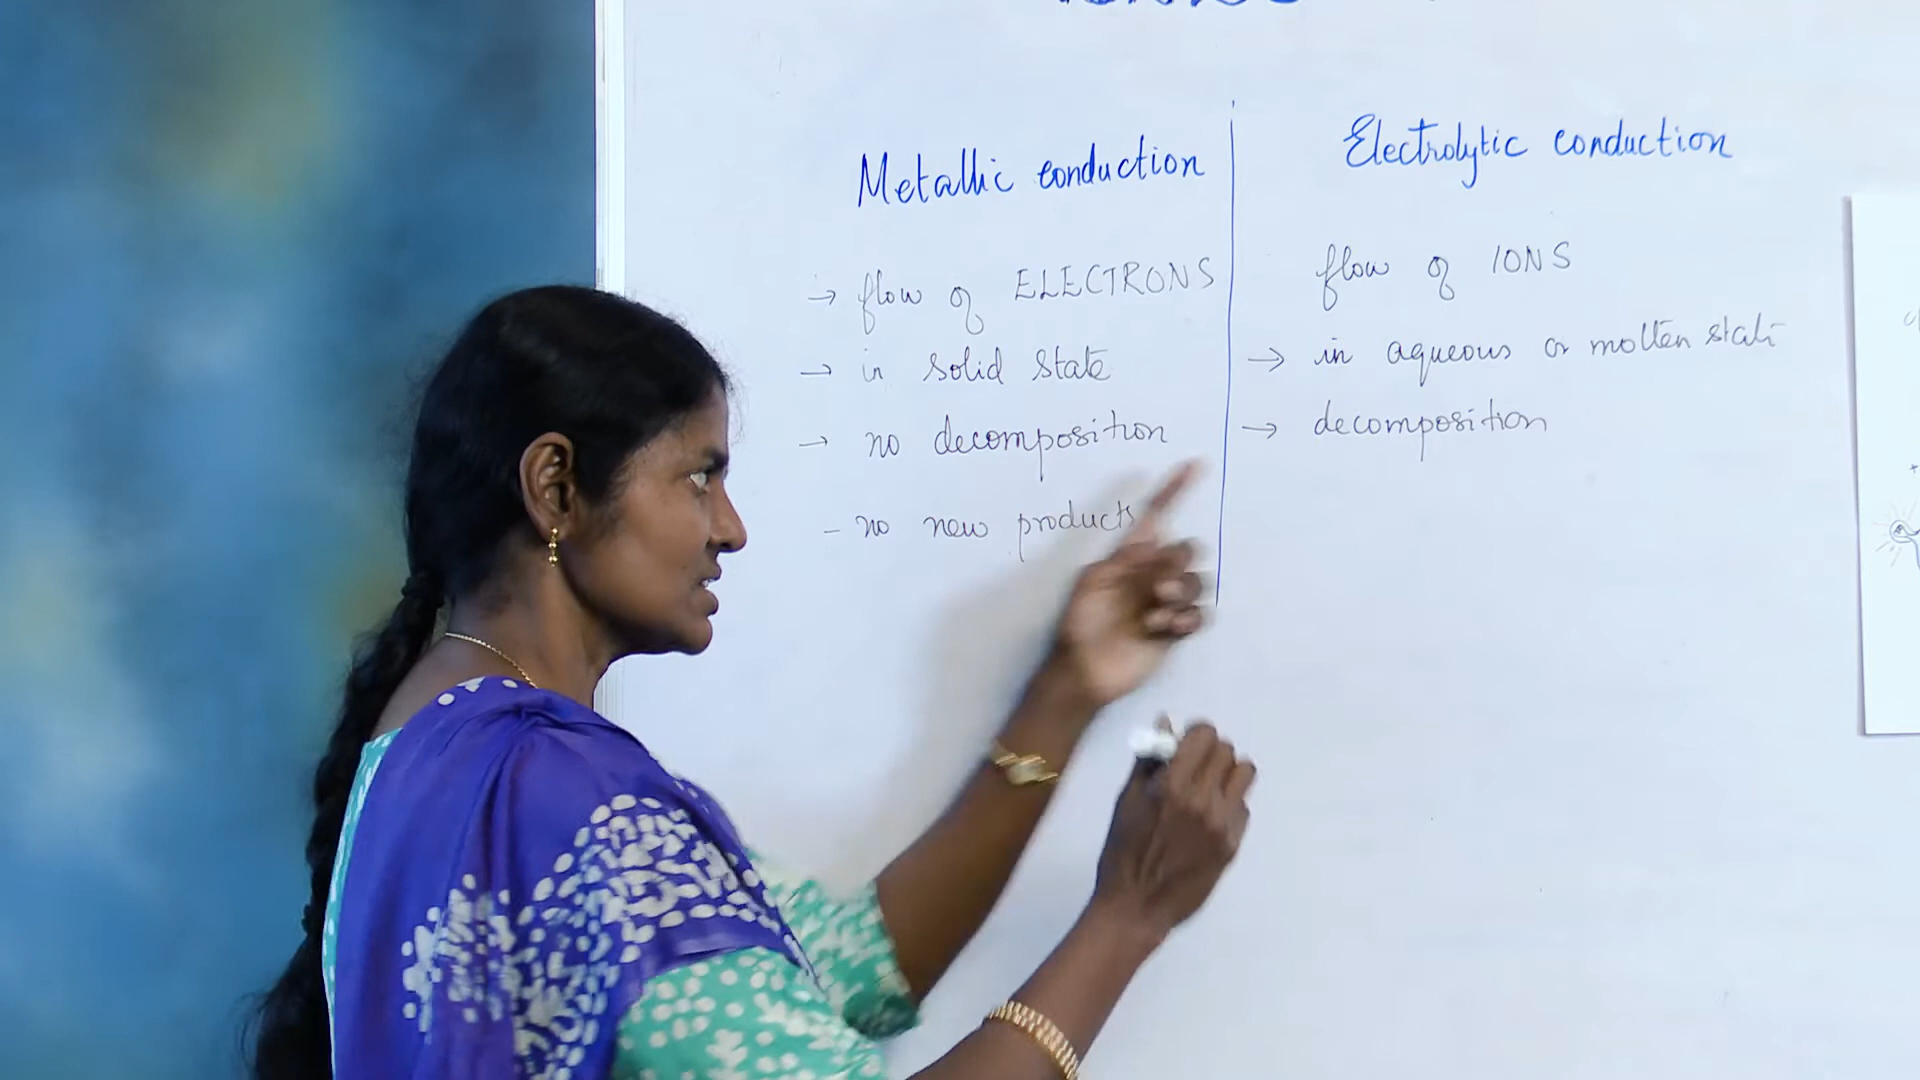 Metallic conduction
→ flow of ELECTRONS
→ in solid state
→ no decomposition
- no new products
Electrolytic conduction
flow of IONS
→ in aqueous or molten state
→ decomposition